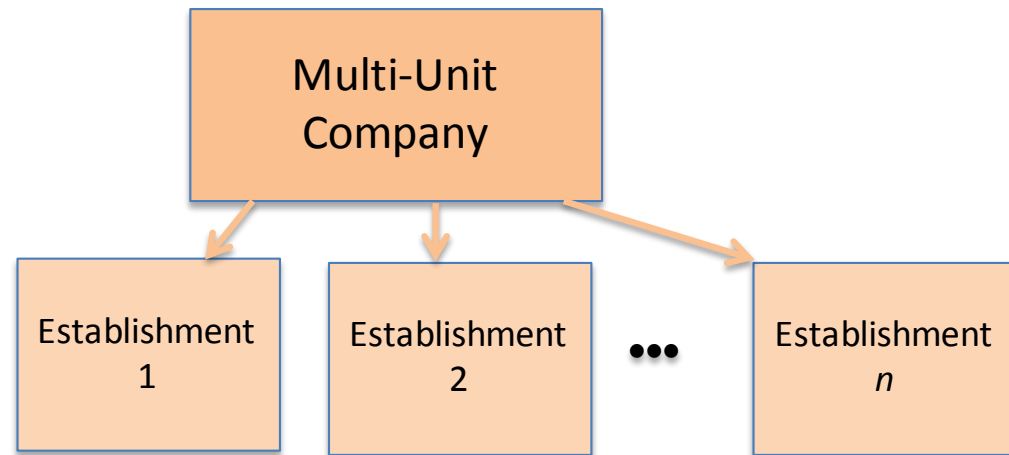 Multi-Unit
Company
Establishment
1
Establishment
2
•••
Establishment
n